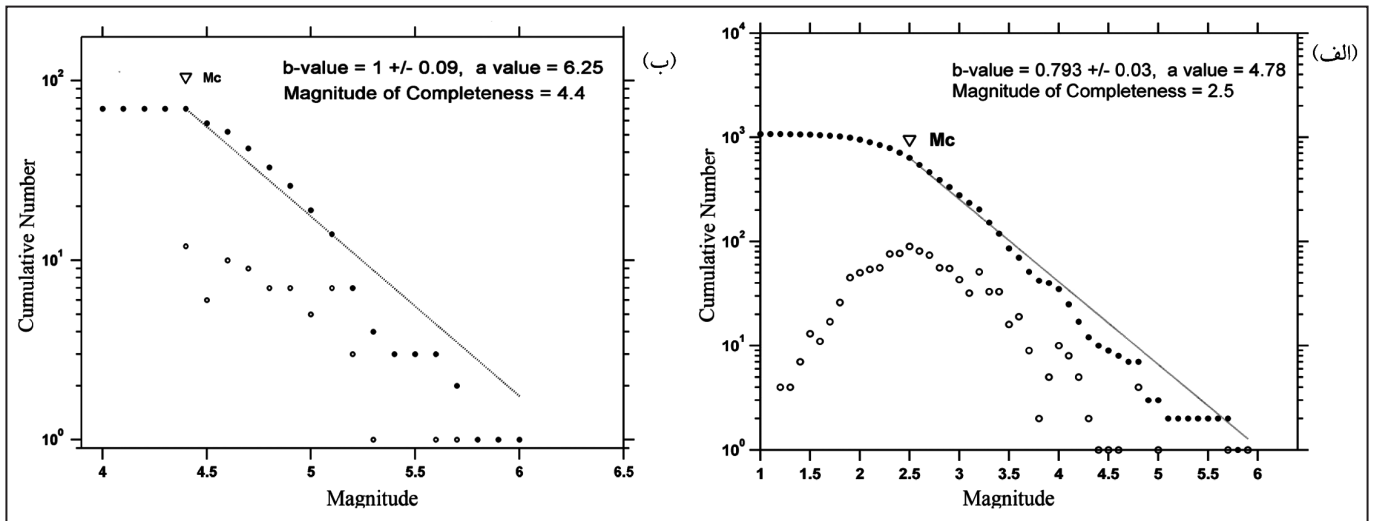 (ب)
b-value = 1 +/- 0.09, a value = 6.25
Magnitude of Completeness = 4.4
Mc
10²
10¹
10⁰
Cumulative Number
4 4.5 5 5.5 6 6.5
Magnitude
(الف)
b-value = 0.793 +/- 0.03, a value = 4.78
Magnitude of Completeness = 2.5
Mc
10⁴
10³
10²
10¹
10⁰
Cumulative Number
1 1.5 2 2.5 3 3.5 4 4.5 5 5.5 6
Magnitude